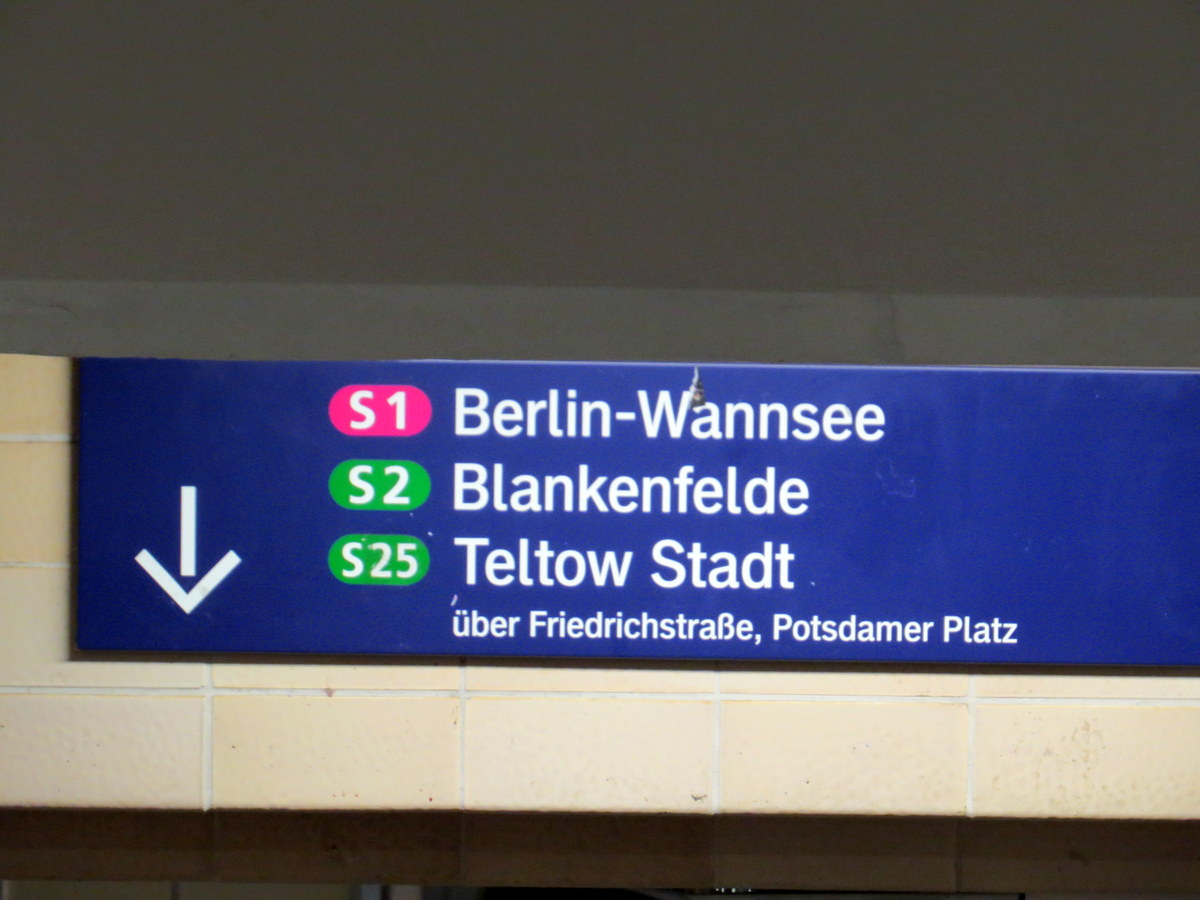 S1 Berlin-Wannsee
S2 Blankenfelde
S25 Teltow Stadt
über Friedrichstraße, Potsdamer Platz